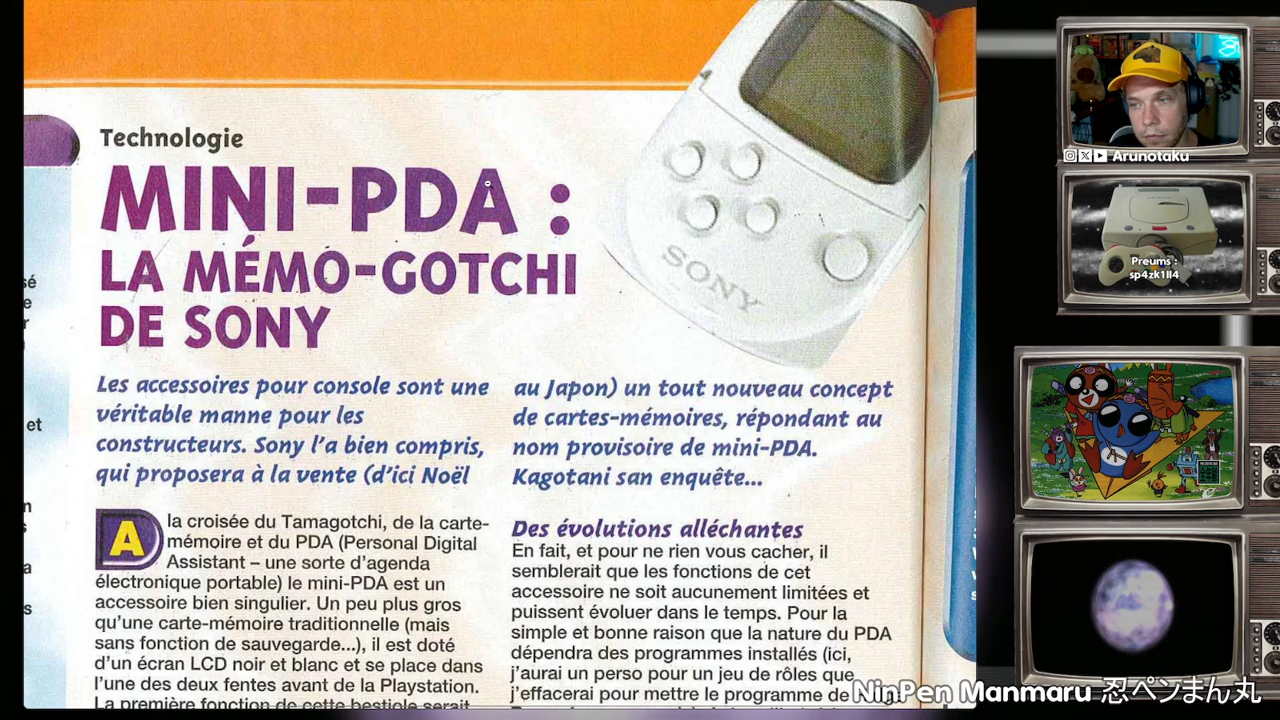 Technologie
MINI-PDA :
LA MÉMO-GOTCHI
DE SONY
SONY
Les accessoires pour console sont une
véritable manne pour les
constructeurs. Sony l'a bien compris,
qui proposera à la vente (d'ici Noël
au Japon) un tout nouveau concept
de cartes-mémoires, répondant au
nom provisoire de mini-PDA.
Kagotani san enquête...
A la croisée du Tamagotchi, de la carte-
mémoire et du PDA (Personal Digital
Assistant – une sorte d'agenda
électronique portable) le mini-PDA est un
accessoire bien singulier. Un peu plus gros
qu'une carte-mémoire traditionnelle (mais
sans fonction de sauvegarde...), il est doté
d'un écran LCD noir et blanc et se place dans
l'une des deux fentes avant de la Playstation.
La première fonction de cette bestiole serait
Des évolutions alléchantes
En fait, et pour ne rien vous cacher, il
semblerait que les fonctions de cet
accessoire ne soit aucunement limitées et
puissent évoluer dans le temps. Pour la
simple et bonne raison que la nature du PDA
dépendra des programmes installés (ici,
j'aurai un perso pour un jeu de rôles que
j'effacerai pour mettre le programme de
et
Arunotaku
Preums :
sp4zk1ll4
NinPen Manmaru 忍ペンまん丸